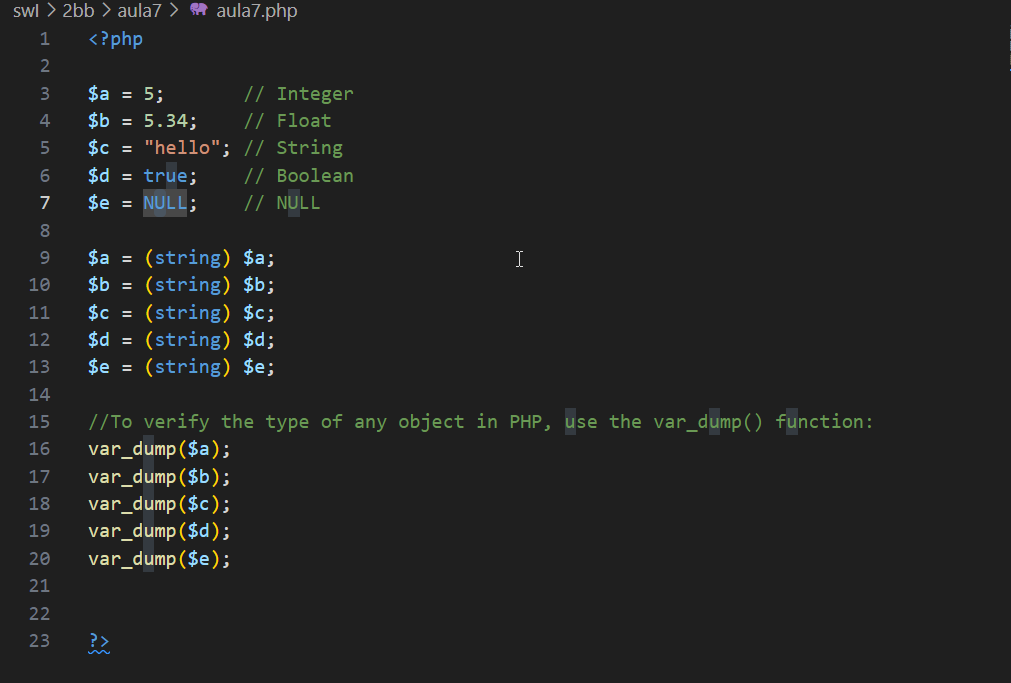 swl > 2bb > aula7 > aula7.php
1 <?php
2
3 $a = 5;       // Integer
4 $b = 5.34;    // Float
5 $c = "hello"; // String
6 $d = true;    // Boolean
7 $e = NULL;    // NULL
8
9 $a = (string) $a;
10 $b = (string) $b;
11 $c = (string) $c;
12 $d = (string) $d;
13 $e = (string) $e;
14
15 //To verify the type of any object in PHP, use the var_dump() function:
16 var_dump($a);
17 var_dump($b);
18 var_dump($c);
19 var_dump($d);
20 var_dump($e);
21
22
23 ?>